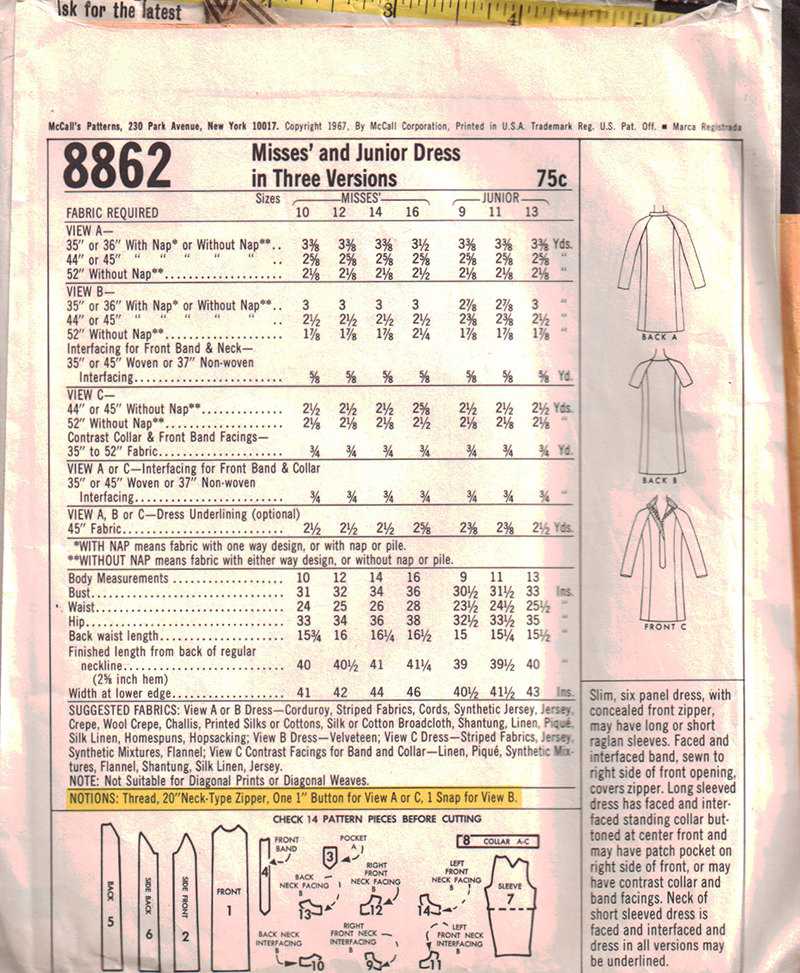 Ask for the latest
3
4
McCall's Patterns, 230 Park Avenue, New York 10017. Copyright 1967, By McCall Corporation, Printed in U.S.A. Trademark Reg. U.S. Pat. Off. ■ Marca Registrada
8862
Misses' and Junior Dress
in Three Versions 75c
Sizes MISSES' JUNIOR
FABRIC REQUIRED 10 12 14 16 9 11 13
VIEW A—
35" or 36" With Nap* or Without Nap**.. 3⅜ 3⅜ 3⅜ 3½ 3⅜ 3⅜ 3⅜ Yds.
44" or 45" " " " " " .. 2⅝ 2⅝ 2⅝ 2⅝ 2⅝ 2⅝ 2⅝ "
52" Without Nap**.................. 2⅛ 2⅛ 2⅛ 2⅛ 2⅛ 2⅛ 2⅛ "
VIEW B—
35" or 36" With Nap* or Without Nap**.. 3 3 3 3 2⅞ 2⅞ 3 "
44" or 45" " " " " " .. 2½ 2½ 2½ 2½ 2⅜ 2⅜ 2½ "
52" Without Nap**.................. 1⅞ 1⅞ 1⅞ 2¼ 1⅞ 1⅞ 1⅞ "
Interfacing for Front Band & Neck—
35" or 45" Woven or 37" Non-woven
Interfacing....................... ⅝ ⅝ ⅝ ⅝ ⅝ ⅝ ⅝ Yd.
VIEW C—
44" or 45" Without Nap**............. 2½ 2½ 2½ 2⅝ 2½ 2½ 2½ Yds.
52" Without Nap**.................. 2⅛ 2⅛ 2⅛ 2½ 2⅛ 2⅛ 2⅛ "
Contrast Collar & Front Band Facings—
35" to 52" Fabric.................... ¾ ¾ ¾ ¾ ¾ ¾ ¾ Yd.
VIEW A or C—Interfacing for Front Band & Collar
35" or 45" Woven or 37" Non-woven
Interfacing....................... ¾ ¾ ¾ ¾ ¾ ¾ ¾ "
VIEW A, B or C—Dress Underlining (optional)
45" Fabric........................ 2½ 2½ 2½ 2⅝ 2⅜ 2⅜ 2½ Yds.
*WITH NAP means fabric with one way design, or with nap or pile.
**WITHOUT NAP means fabric with either way design, or without nap or pile.
Body Measurements ................. 10 12 14 16 9 11 13
Bust............................. 31 32 34 36 30½ 31½ 33 Ins.
Waist............................ 24 25 26 28 23½ 24½ 25½ "
Hip.............................. 33 34 36 38 32½ 33½ 35 "
Back waist length................... 15¾ 16 16¼ 16½ 15 15¼ 15½ "
Finished length from back of regular
neckline......................... 40 40½ 41 41¼ 39 39½ 40 "
(2⅝ inch hem)
Width at lower edge................. 41 42 44 46 40½ 41½ 43 Ins.
SUGGESTED FABRICS: View A or B Dress—Corduroy, Striped Fabrics, Cords, Synthetic Jersey, Jersey,
Crepe, Wool Crepe, Challis, Printed Silks or Cottons, Silk or Cotton Broadcloth, Shantung, Linen, Piqué,
Silk Linen, Homespuns, Hopsacking; View B Dress—Velveteen; View C Dress—Striped Fabrics, Jersey,
Synthetic Mixtures, Flannel; View C Contrast Facings for Band and Collar—Linen, Piqué, Synthetic Mix-
tures, Flannel, Shantung, Silk Linen, Jersey.
NOTE: Not Suitable for Diagonal Prints or Diagonal Weaves.
NOTIONS: Thread, 20"Neck-Type Zipper, One 1" Button for View A or C, 1 Snap for View B.
BACK A
BACK B
FRONT C
Slim, six panel dress, with
concealed front zipper,
may have long or short
raglan sleeves. Faced and
interfaced band, sewn to
right side of front opening,
covers zipper. Long sleeved
dress has faced and inter-
faced standing collar but-
toned at center front and
may have patch pocket on
right side of front, or may
have contrast collar and
band facings. Neck of
short sleeved dress is
faced and interfaced and
dress in all versions may
be underlined.
CHECK 14 PATTERN PIECES BEFORE CUTTING
BACK
5
SIDE BACK
6
SIDE FRONT
2
FRONT
1
FRONT
BAND
4
POCKET
A
3
8 COLLAR A-C
BACK
NECK FACING
B
13
RIGHT
FRONT
NECK FACING
B
12
LEFT
FRONT
NECK FACING
B
14
SLEEVE
7
BACK NECK
INTERFACING
B
10
RIGHT
FRONT NECK
INTERFACING
B
9
LEFT
FRONT NECK
INTERFACING
B
11